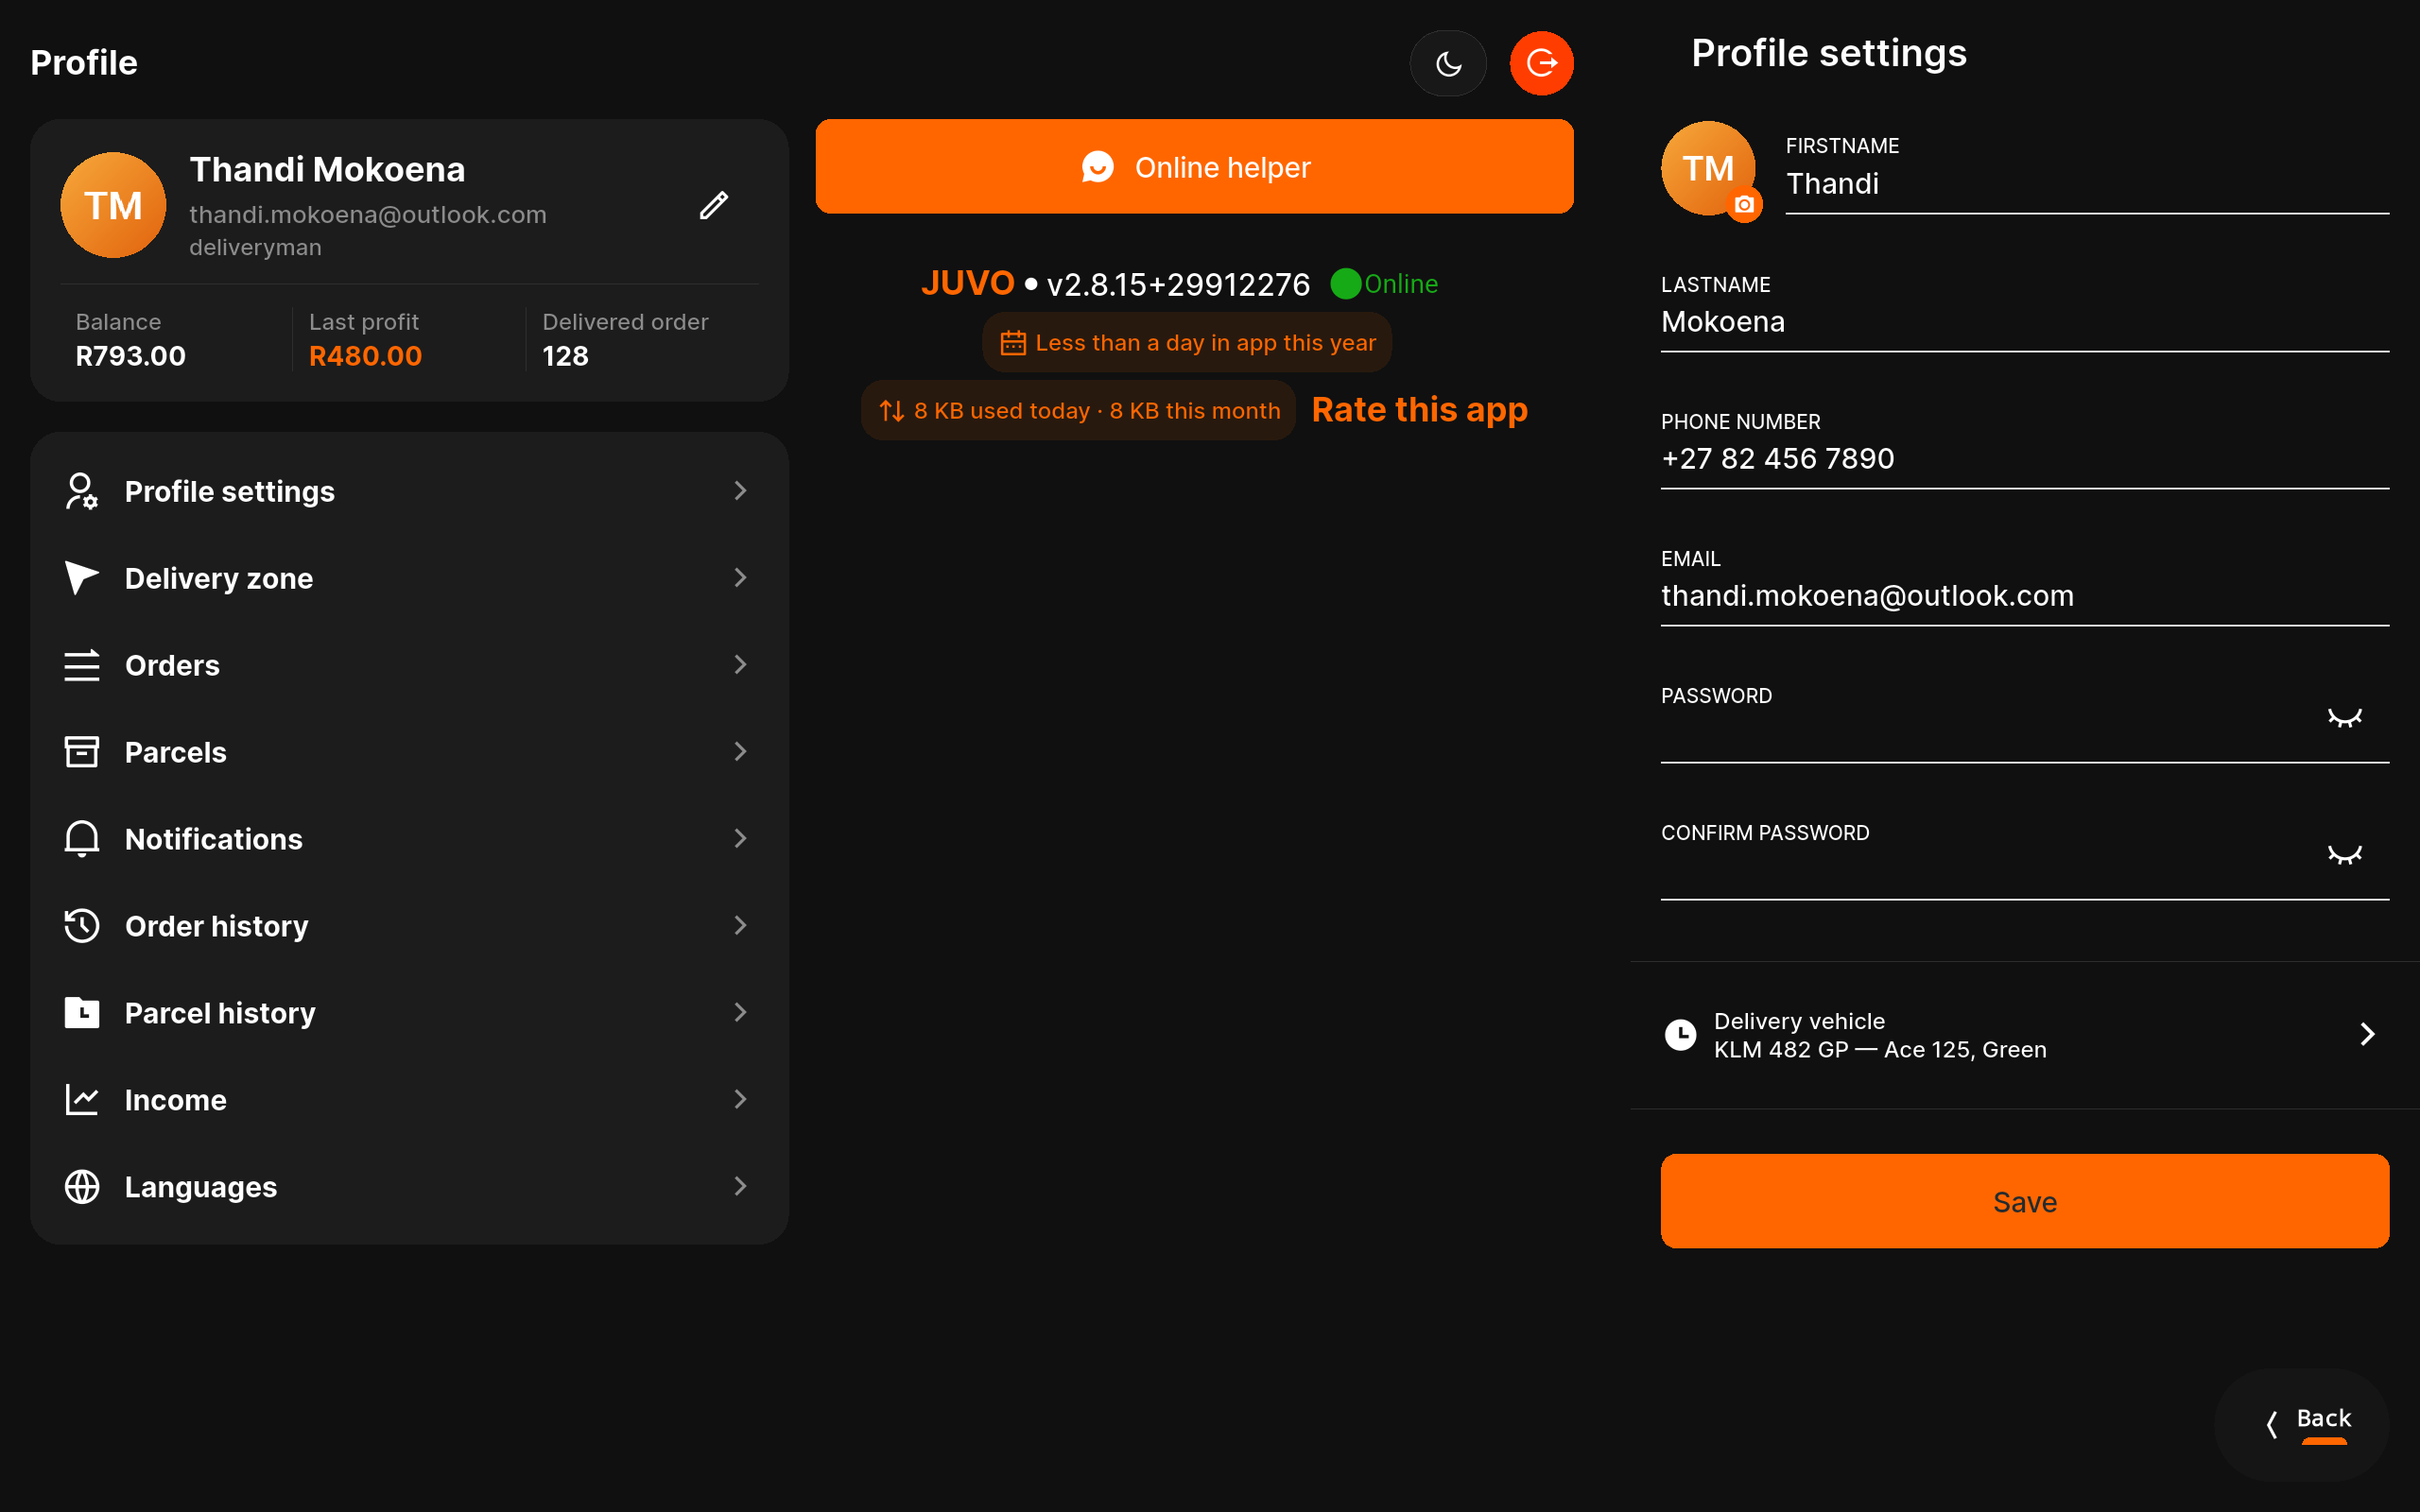 Profile
TM
Thandi Mokoena
thandi.mokoena@outlook.com
deliveryman
Balance
R793.00
Last profit
R480.00
Delivered order
128
Profile settings
Delivery zone
Orders
Parcels
Notifications
Order history
Parcel history
Income
Languages
Online helper
JUVO • v2.8.15+29912276 Online
Less than a day in app this year
8 KB used today · 8 KB this month
Rate this app
Profile settings
TM
FIRSTNAME
Thandi
LASTNAME
Mokoena
PHONE NUMBER
+27 82 456 7890
EMAIL
thandi.mokoena@outlook.com
PASSWORD
CONFIRM PASSWORD
Delivery vehicle
KLM 482 GP — Ace 125, Green
Save
Back